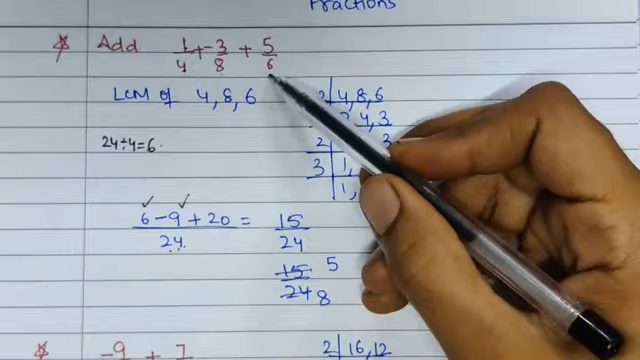 Fractions
* Add 1/4 + -3/8 + 5/6
LCM of 4,8,6
24÷4=6.
6-9+20/24 = 15/24
15/24 5/8
2 | 4,8,6
4,3
2 | 3
3 | 1,
1,
* -9 + 7
2 | 16,12